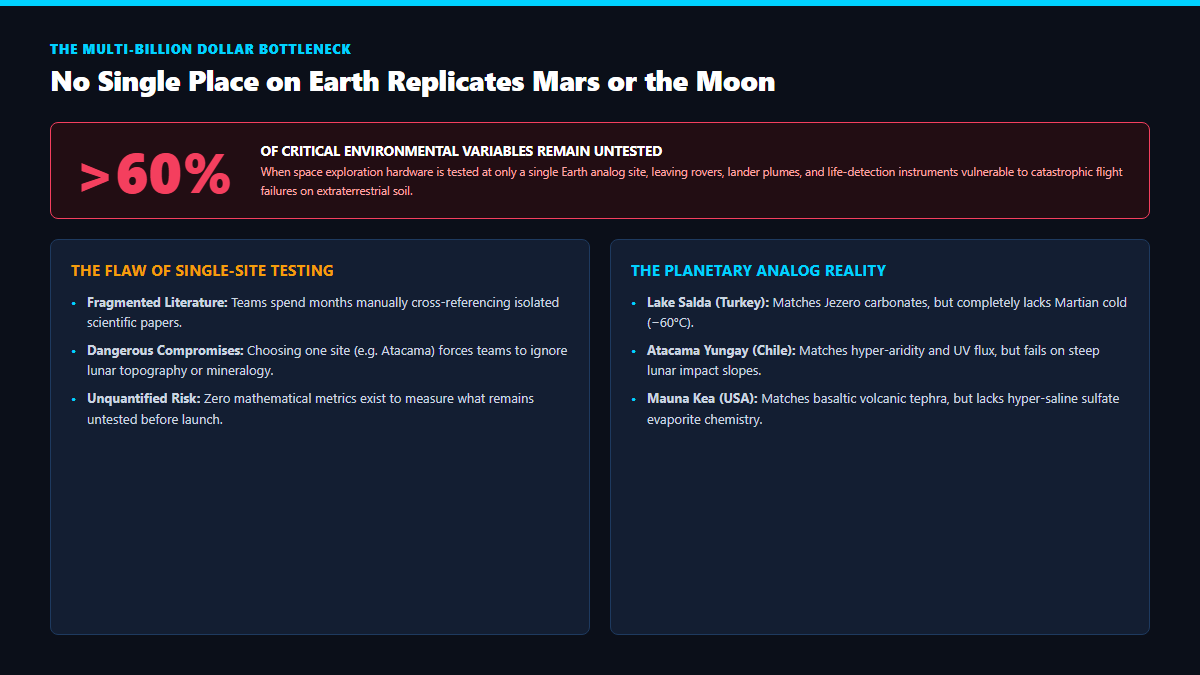 THE MULTI-BILLION DOLLAR BOTTLENECK
No Single Place on Earth Replicates Mars or the Moon
>60%
OF CRITICAL ENVIRONMENTAL VARIABLES REMAIN UNTESTED
When space exploration hardware is tested at only a single Earth analog site, leaving rovers, lander plumes, and life-detection instruments vulnerable to catastrophic flight
failures on extraterrestrial soil.
THE FLAW OF SINGLE-SITE TESTING
• Fragmented Literature: Teams spend months manually cross-referencing isolated
scientific papers.
• Dangerous Compromises: Choosing one site (e.g. Atacama) forces teams to ignore
lunar topography or mineralogy.
• Unquantified Risk: Zero mathematical metrics exist to measure what remains
untested before launch.
THE PLANETARY ANALOG REALITY
• Lake Salda (Turkey): Matches Jezero carbonates, but completely lacks Martian cold
(−60°C).
• Atacama Yungay (Chile): Matches hyper-aridity and UV flux, but fails on steep
lunar impact slopes.
• Mauna Kea (USA): Matches basaltic volcanic tephra, but lacks hyper-saline sulfate
evaporite chemistry.